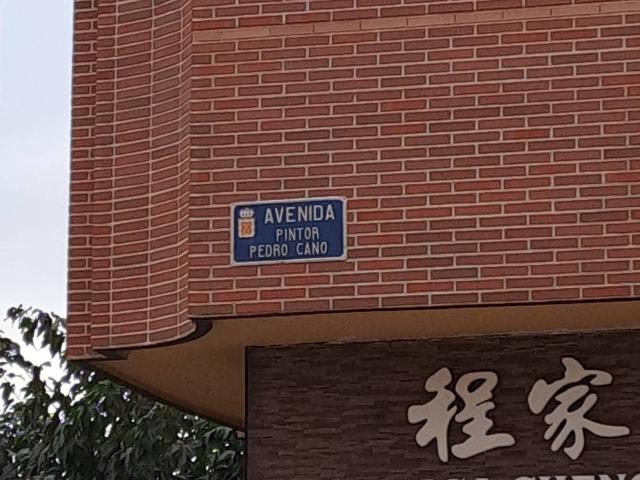 AVENIDA
PINTOR
PEDRO CANO
程家